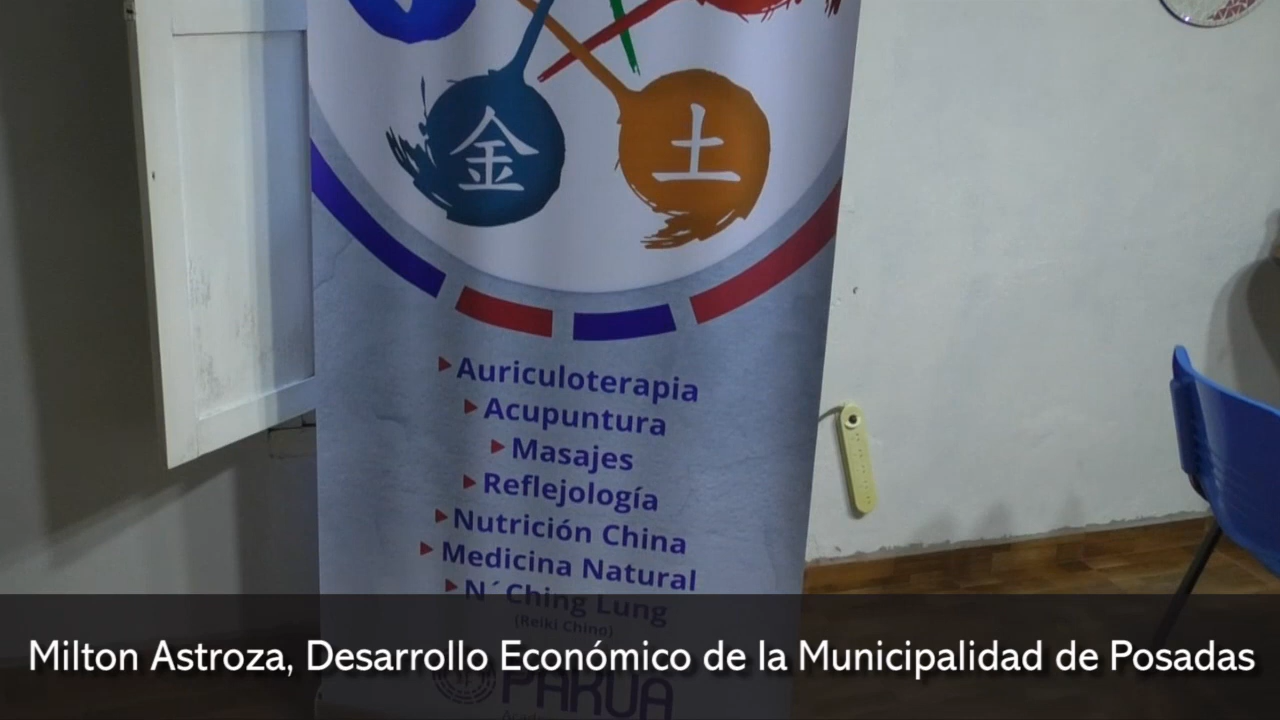 金 土
Auriculoterapia
Acupuntura
Masajes
Reflejología
Nutrición China
Medicina Natural
N´Ching Lung
(Reiki Chino)
Milton Astroza, Desarrollo Económico de la Municipalidad de Posadas
PAKUA